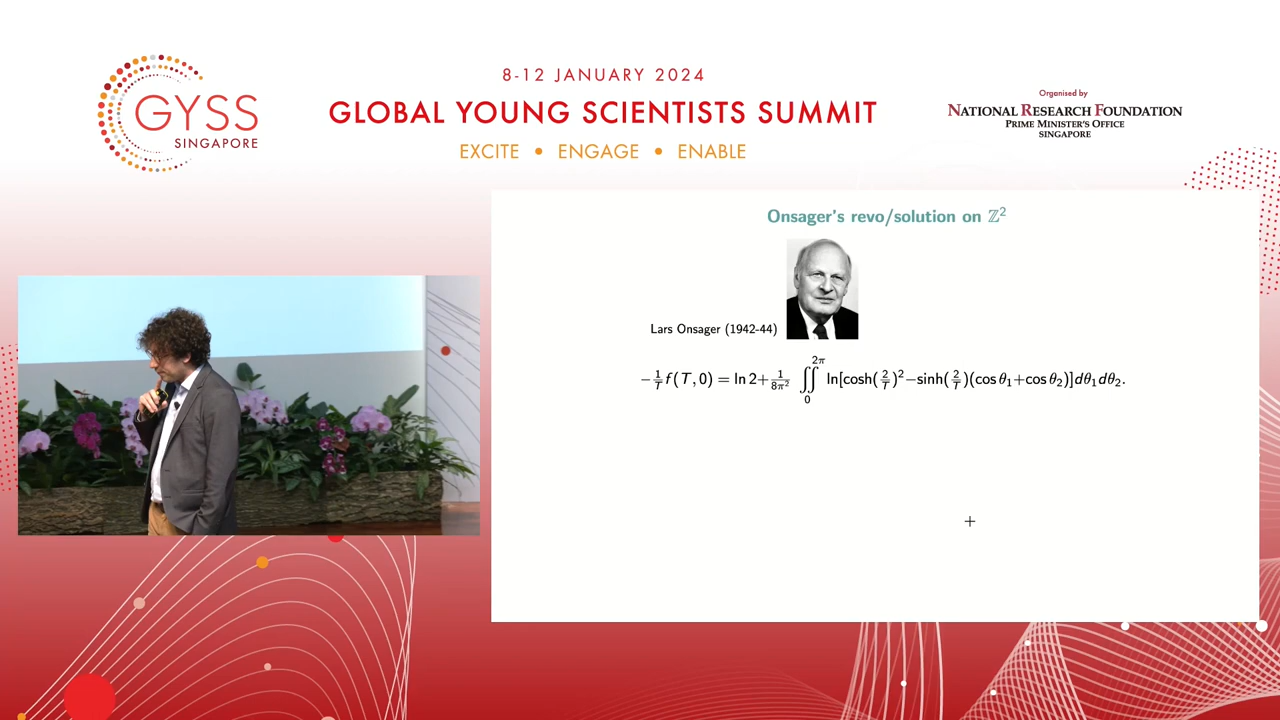 GYSS
SINGAPORE
8-12 JANUARY 2024
GLOBAL YOUNG SCIENTISTS SUMMIT
EXCITE • ENGAGE • ENABLE
Organised by
NATIONAL RESEARCH FOUNDATION
PRIME MINISTER'S OFFICE
SINGAPORE
Onsager's revo/solution on ℤ²
Lars Onsager (1942-44)
−1/T f(T, 0) = ln 2+1/8π² ∬₀^2π ln[cosh(2/T)²−sinh(2/T)(cos θ₁+cos θ₂)]dθ₁dθ₂.